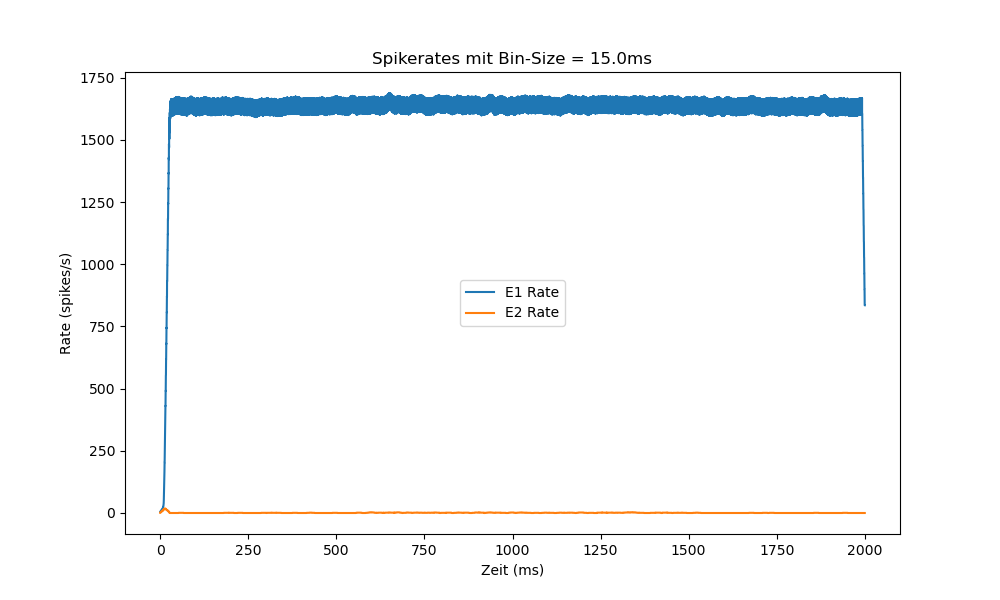 Spikerates mit Bin-Size = 15.0ms
1750
1500
1250
1000
750
500
250
0
Rate (spikes/s)
E1 Rate
E2 Rate
0 250 500 750 1000 1250 1500 1750 2000
Zeit (ms)